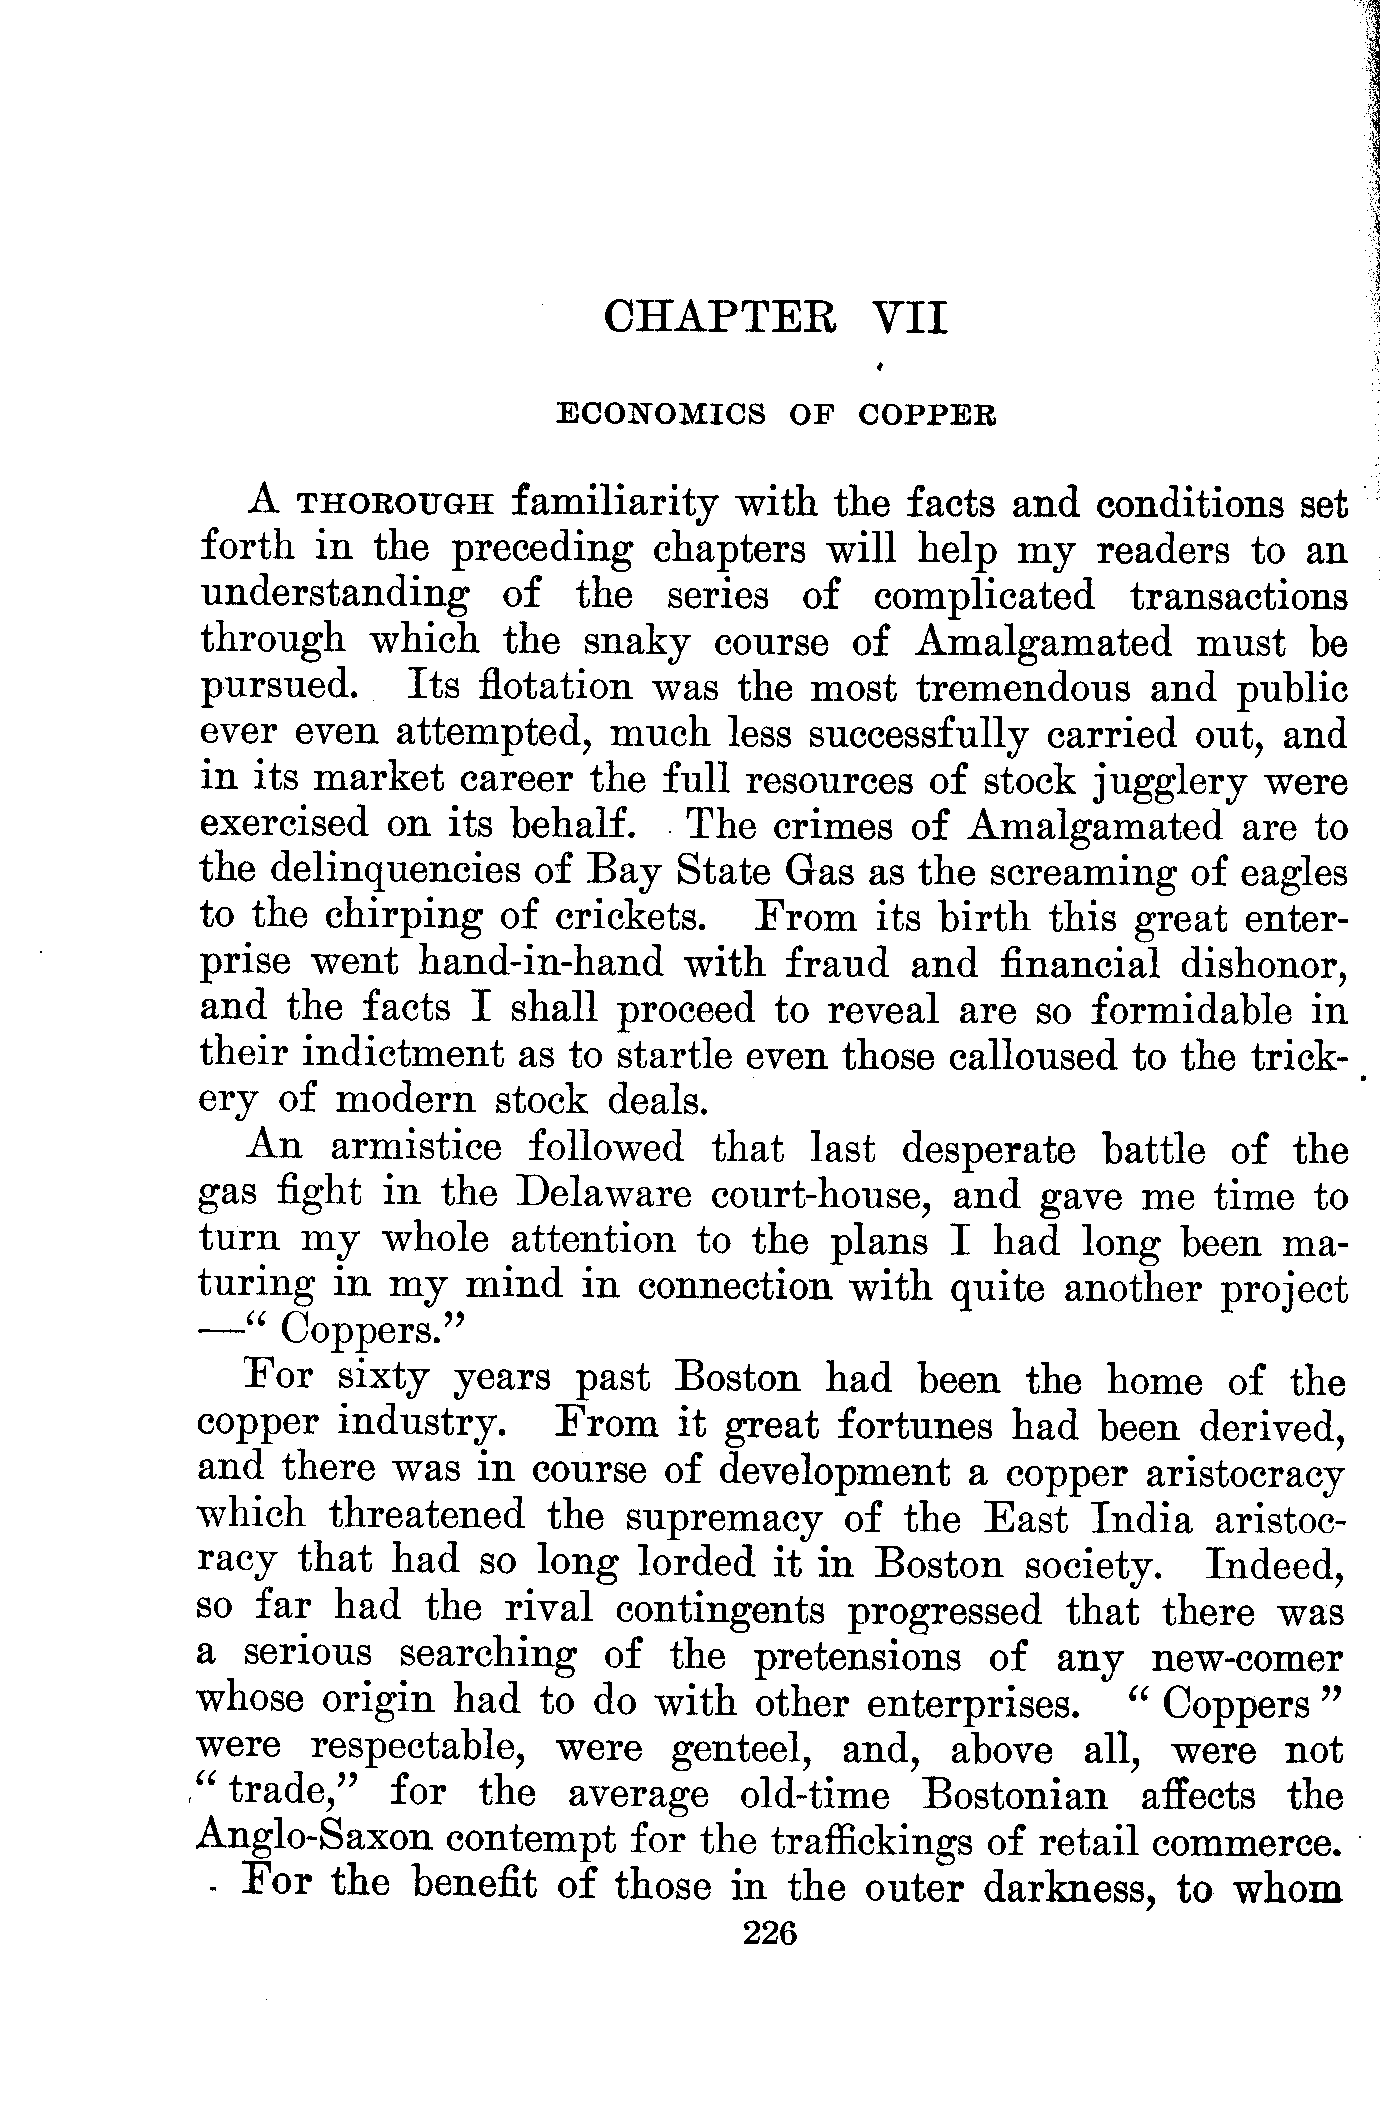 CHAPTER VII
ECONOMICS OF COPPER
A THOROUGH familiarity with the facts and conditions set
forth in the preceding chapters will help my readers to an
understanding of the series of complicated transactions
through which the snaky course of Amalgamated must be
pursued. Its flotation was the most tremendous and public
ever even attempted, much less successfully carried out, and
in its market career the full resources of stock jugglery were
exercised on its behalf. The crimes of Amalgamated are to
the delinquencies of Bay State Gas as the screaming of eagles
to the chirping of crickets. From its birth this great enter-
prise went hand-in-hand with fraud and financial dishonor,
and the facts I shall proceed to reveal are so formidable in
their indictment as to startle even those calloused to the trick-
ery of modern stock deals.
An armistice followed that last desperate battle of the
gas fight in the Delaware court-house, and gave me time to
turn my whole attention to the plans I had long been ma-
turing in my mind in connection with quite another project
—“ Coppers.”
For sixty years past Boston had been the home of the
copper industry. From it great fortunes had been derived,
and there was in course of development a copper aristocracy
which threatened the supremacy of the East India aristoc-
racy that had so long lorded it in Boston society. Indeed,
so far had the rival contingents progressed that there was
a serious searching of the pretensions of any new-comer
whose origin had to do with other enterprises. “ Coppers ”
were respectable, were genteel, and, above all, were not
“ trade,” for the average old-time Bostonian affects the
Anglo-Saxon contempt for the traffickings of retail commerce.
For the benefit of those in the outer darkness, to whom
226